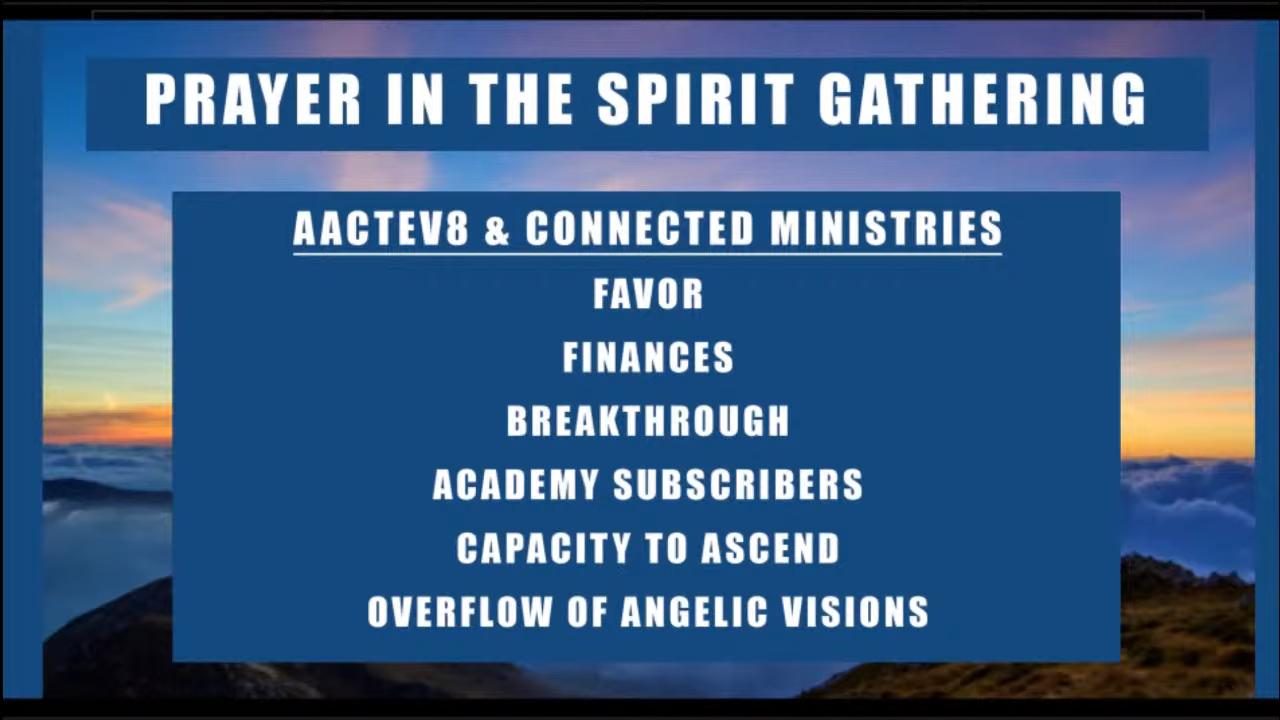 PRAYER IN THE SPIRIT GATHERING
AACTEV8 & CONNECTED MINISTRIES
FAVOR
FINANCES
BREAKTHROUGH
ACADEMY SUBSCRIBERS
CAPACITY TO ASCEND
OVERFLOW OF ANGELIC VISIONS